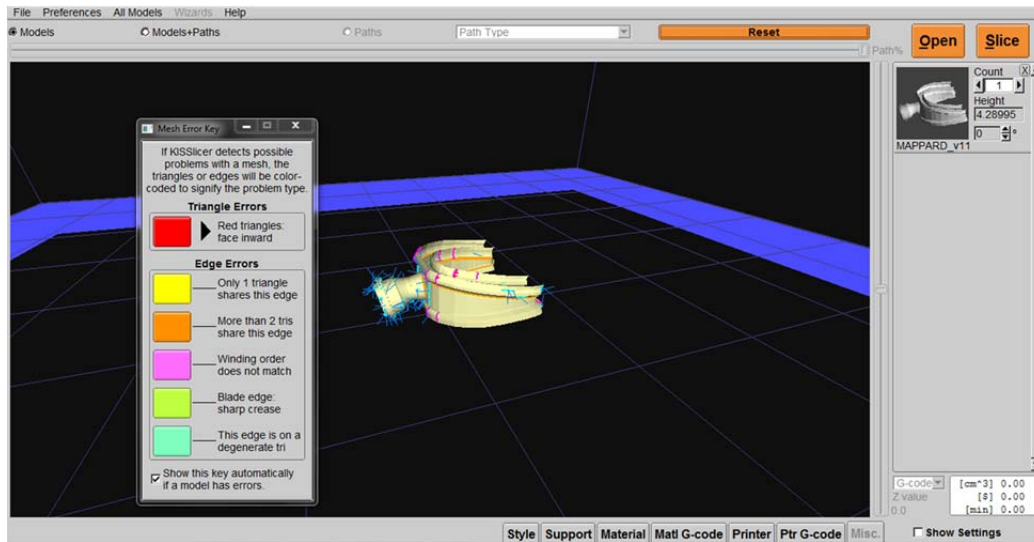 File Preferences All Models Wizards Help
Models Models+Paths Paths Path Type Reset
Path%
Open Slice
Count X
1
Height
4.28995
0 °
MAPPARD_v11
Mesh Error Key
If KISSlicer detects possible
problems with a mesh, the
triangles or edges will be color-
coded to signify the problem type.
Triangle Errors
Red triangles:
face inward
Edge Errors
Only 1 triangle
shares this edge
More than 2 tris
share this edge
Winding order
does not match
Blade edge:
sharp crease
This edge is on a
degenerate tri
Show this key automatically
if a model has errors.
G-code [cm^3] 0.00
Z value [$] 0.00
0.0 [min] 0.00
Style Support Material Matl G-code Printer Ptr G-code Misc. Show Settings